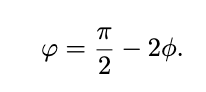 φ = π/2 − 2ϕ.